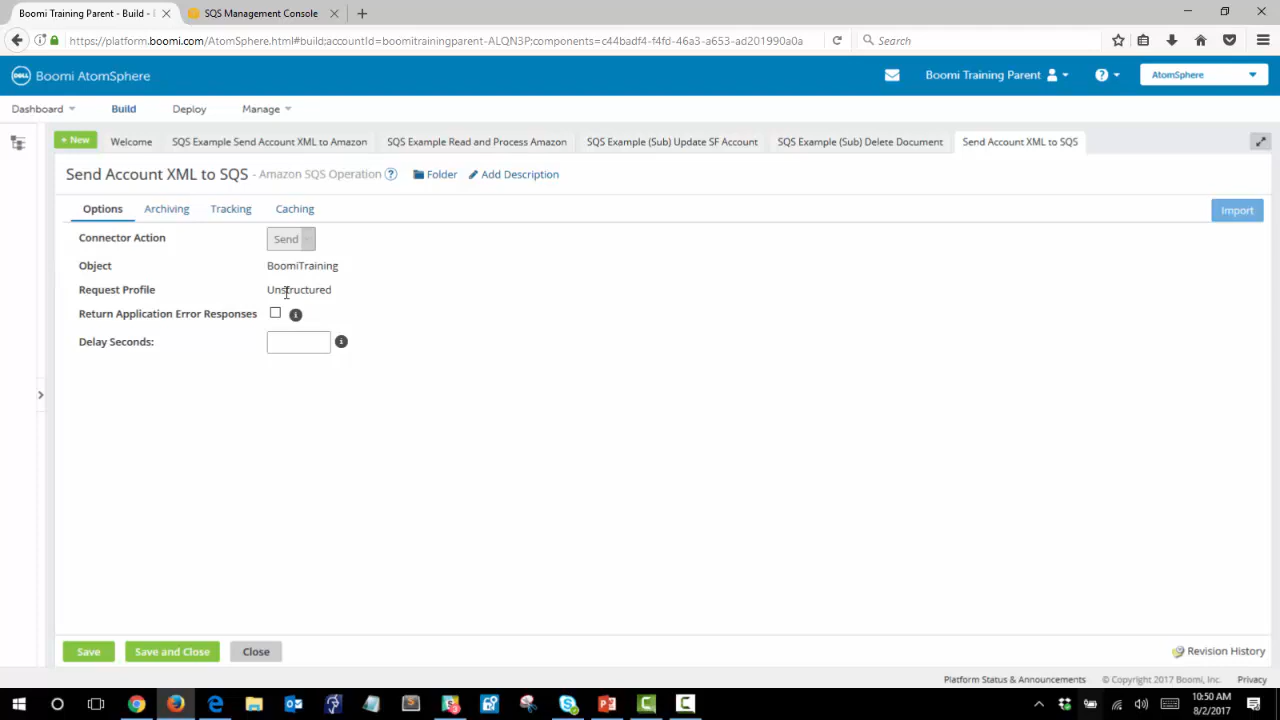 Boomi Training Parent - Build -
SQS Management Console
https://platform.boomi.com/AtomSphere.html#build;accountId=boomitrainingparent-ALQN3P;components=c44badf4-f4fd-46a3-a653-ad201990a0a
Search
DELL Boomi AtomSphere
Boomi Training Parent
AtomSphere
Dashboard
Build
Deploy
Manage
+ New
Welcome
SQS Example Send Account XML to Amazon
SQS Example Read and Process Amazon
SQS Example (Sub) Update SF Account
SQS Example (Sub) Delete Document
Send Account XML to SQS
Send Account XML to SQS - Amazon SQS Operation
Folder
Add Description
Options
Archiving
Tracking
Caching
Import
Connector Action
Send
Object
BoomiTraining
Request Profile
Unstructured
Return Application Error Responses
Delay Seconds:
Save
Save and Close
Close
Revision History
Platform Status & Announcements
© Copyright 2017 Boomi, Inc.
Privacy
10:50 AM
8/2/2017